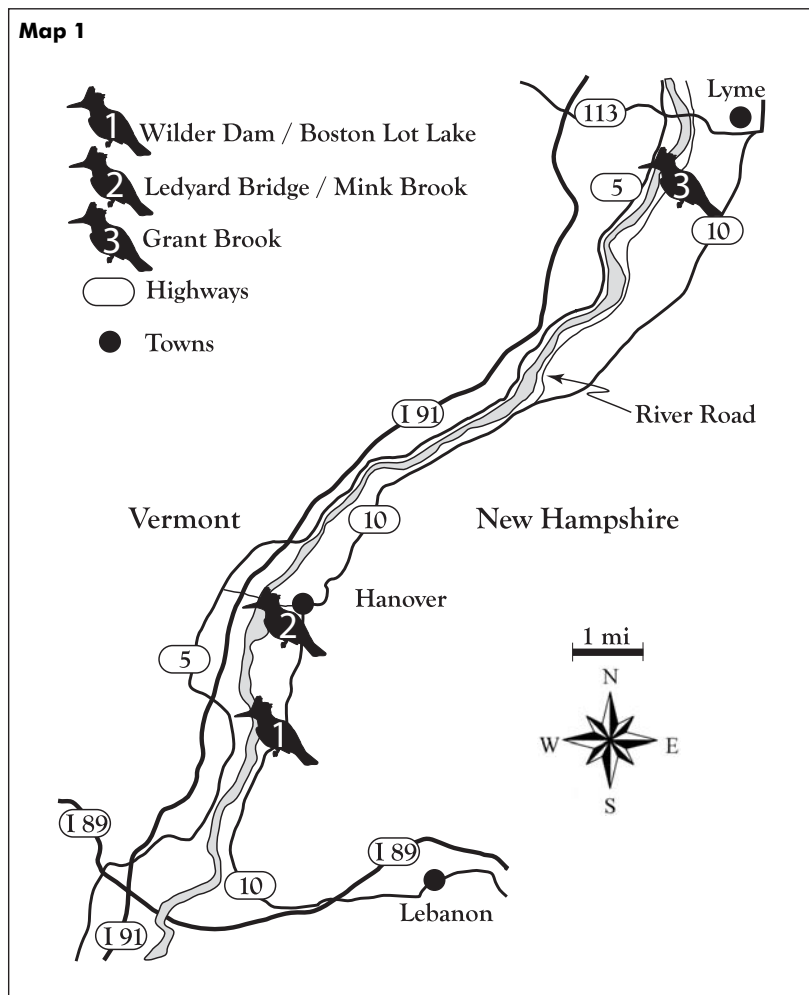 Map 1
1 Wilder Dam / Boston Lot Lake
2 Ledyard Bridge / Mink Brook
3 Grant Brook
Highways
Towns
Lyme
113
5
3
10
I 91
River Road
Vermont
10
New Hampshire
Hanover
2
5
1 mi
N
W
E
S
1
I 89
I 89
10
Lebanon
I 91